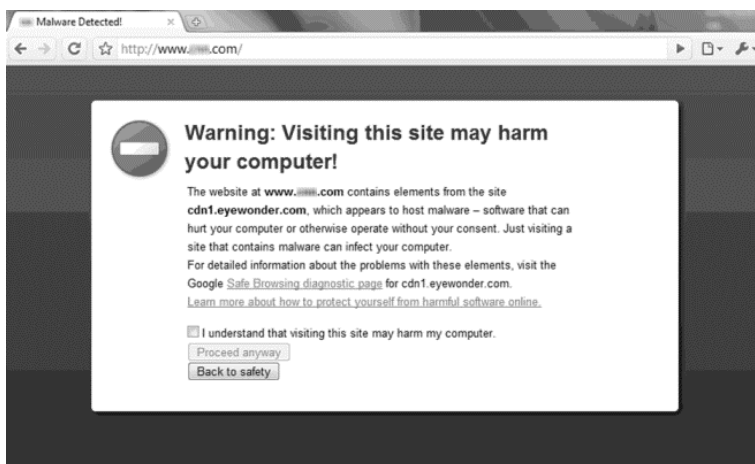 Malware Detected!
http://www. .com/
Warning: Visiting this site may harm
your computer!
The website at www. .com contains elements from the site
cdn1.eyewonder.com, which appears to host malware – software that can
hurt your computer or otherwise operate without your consent. Just visiting a
site that contains malware can infect your computer.
For detailed information about the problems with these elements, visit the
Google Safe Browsing diagnostic page for cdn1.eyewonder.com.
Learn more about how to protect yourself from harmful software online.
I understand that visiting this site may harm my computer.
Proceed anyway
Back to safety